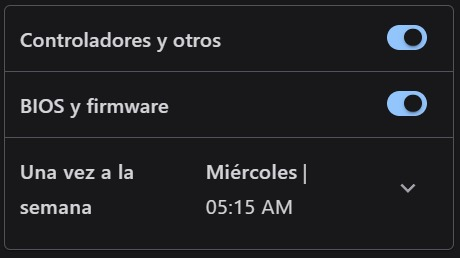 Controladores y otros
BIOS y firmware
Una vez a la
semana
Miércoles |
05:15 AM